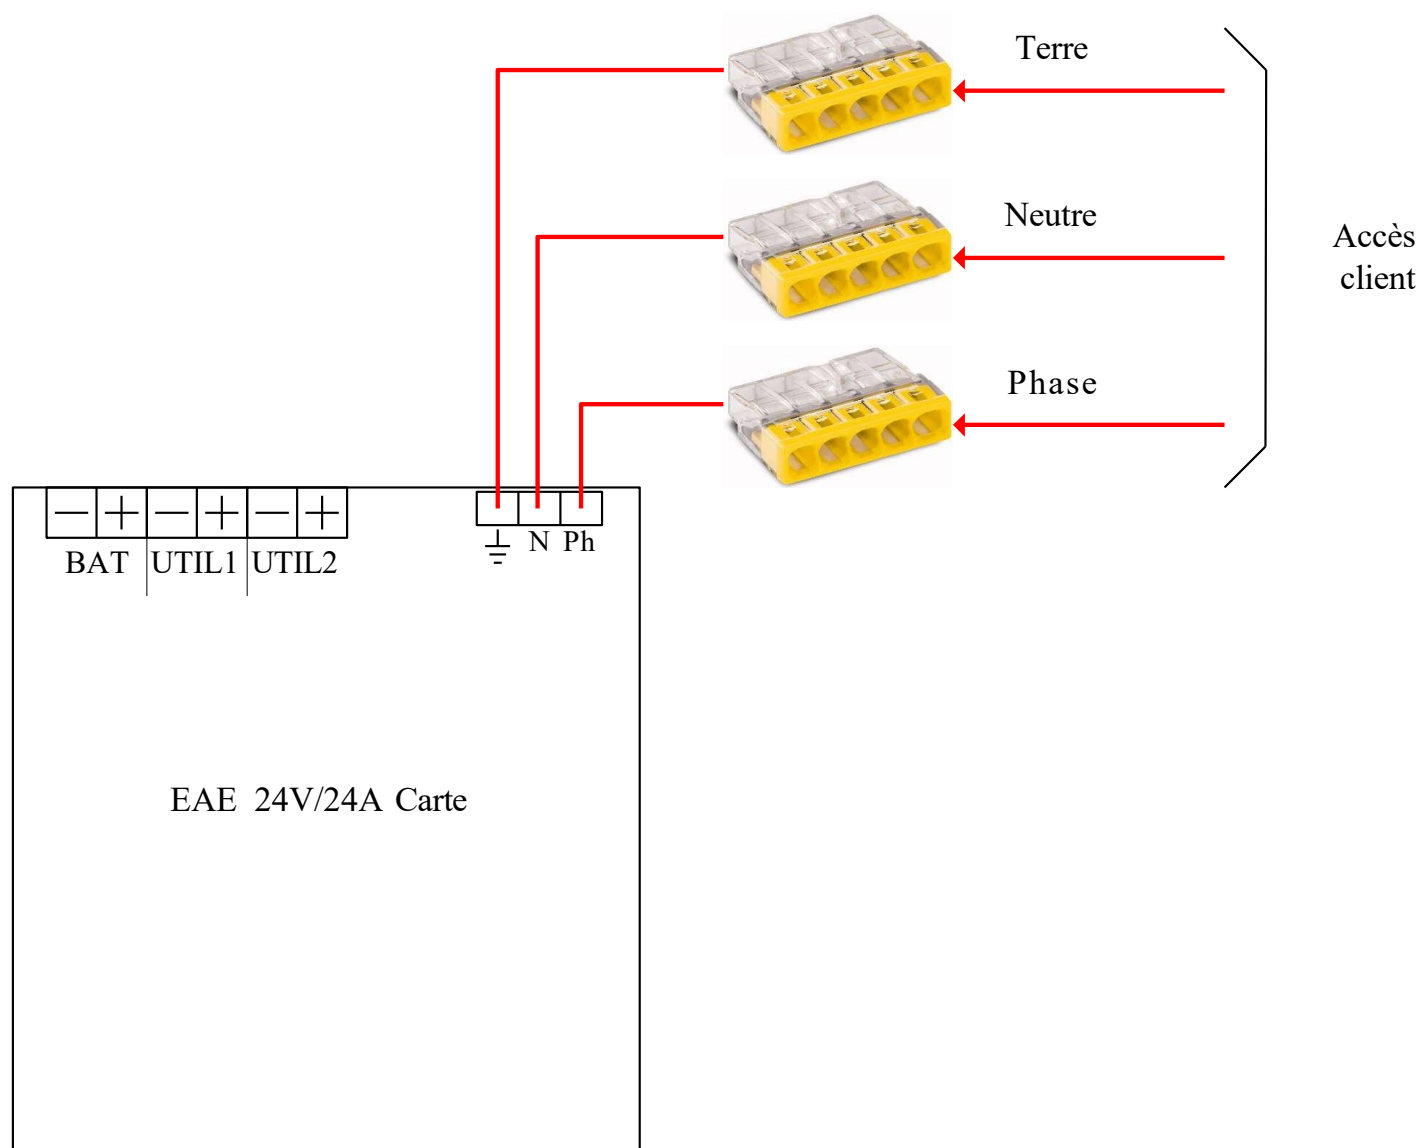 Terre
Neutre
Accès
client
Phase
− + − + − +
N Ph
BAT UTIL1 UTIL2
EAE 24V/24A Carte